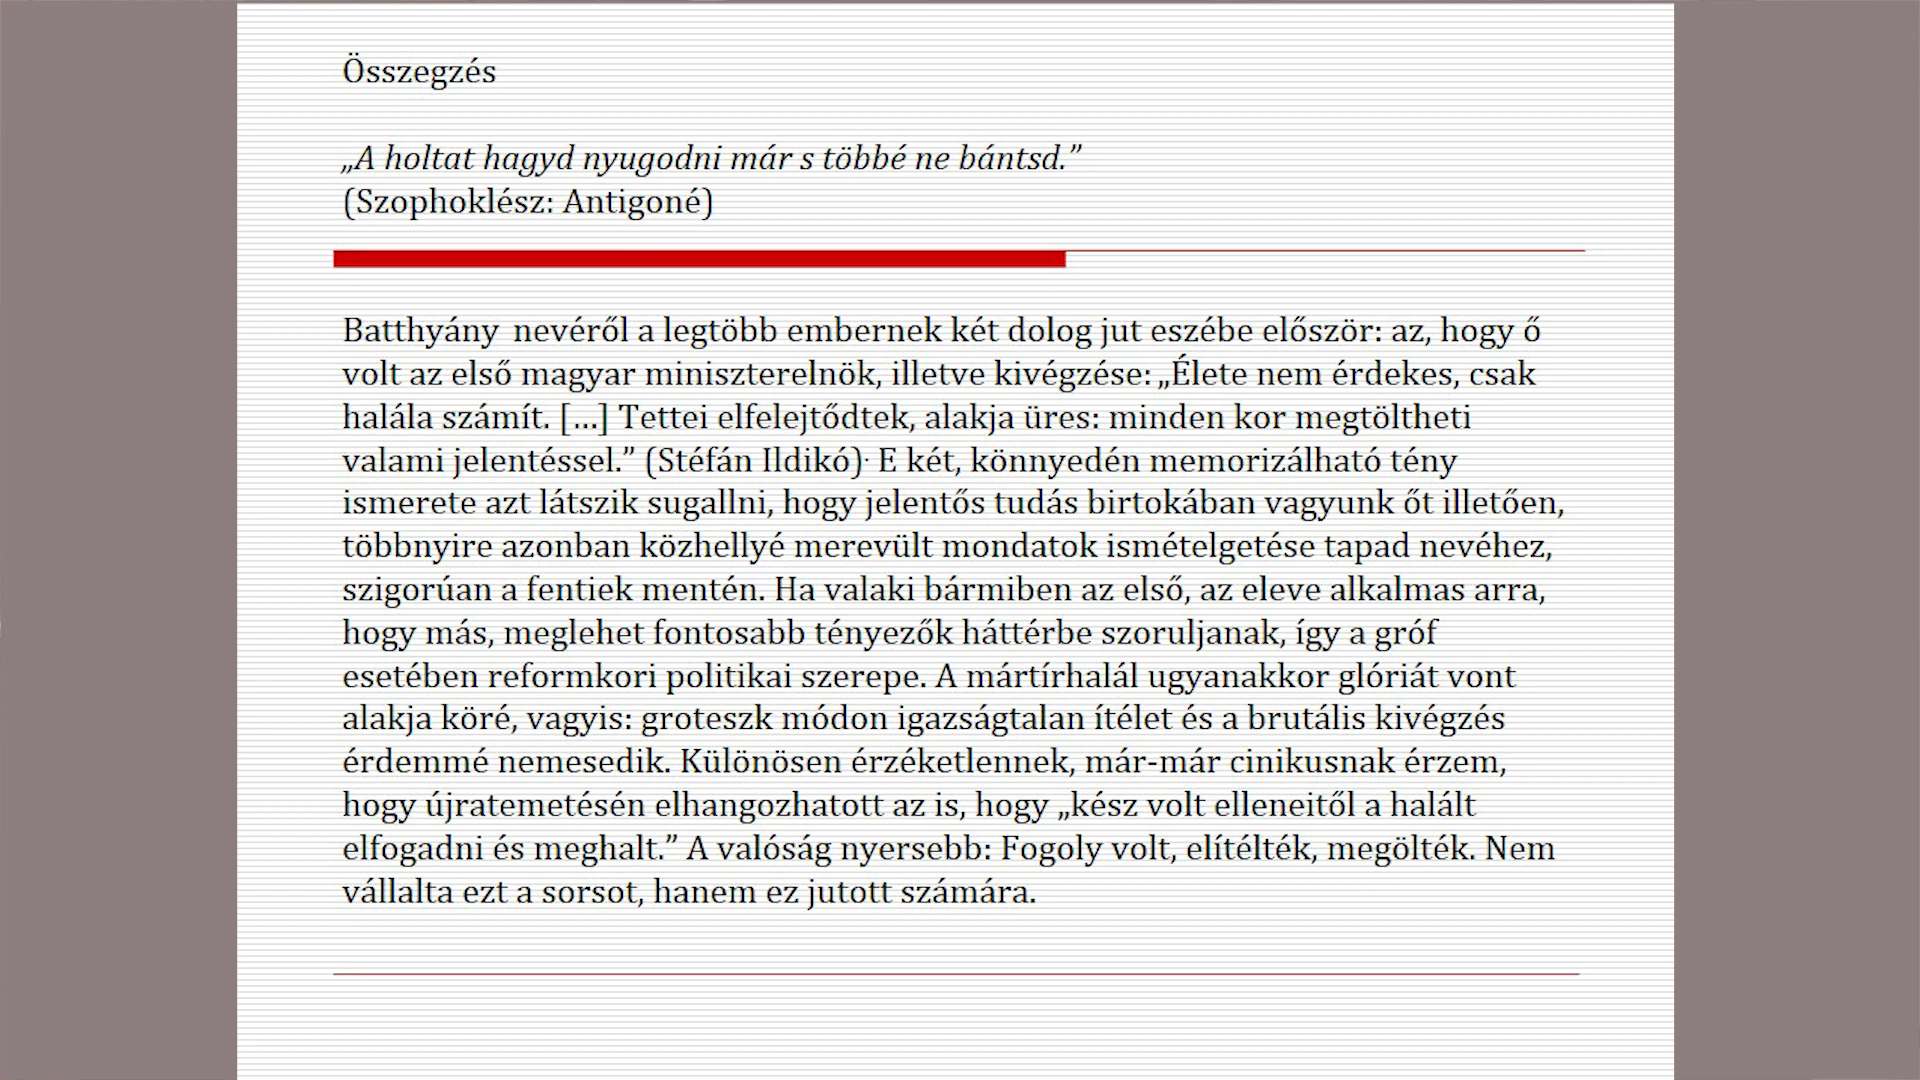 Összegzés
„A holtat hagyd nyugodni már s többé ne bántsd.”
(Szophoklész: Antigoné)
Batthyány nevéről a legtöbb embernek két dolog jut eszébe először: az, hogy ő
volt az első magyar miniszterelnök, illetve kivégzése: „Élete nem érdekes, csak
halála számít. […] Tettei elfelejtődtek, alakja üres: minden kor megtöltheti
valami jelentéssel.” (Stéfán Ildikó). E két, könnyedén memorizálható tény
ismerete azt látszik sugallni, hogy jelentős tudás birtokában vagyunk őt illetően,
többnyire azonban közhellyé merevült mondatok ismételgetése tapad nevéhez,
szigorúan a fentiek mentén. Ha valaki bármiben az első, az eleve alkalmas arra,
hogy más, meglehet fontosabb tényezők háttérbe szoruljanak, így a gróf
esetében reformkori politikai szerepe. A mártírhalál ugyanakkor glóriát vont
alakja köré, vagyis: groteszk módon igazságtalan ítélet és a brutális kivégzés
érdemmé nemesedik. Különösen érzéketlennek, már-már cinikusnak érzem,
hogy újratemetésén elhangozhatott az is, hogy „kész volt elleneitől a halált
elfogadni és meghalt.” A valóság nyersebb: Fogoly volt, elítélték, megölték. Nem
vállalta ezt a sorsot, hanem ez jutott számára.